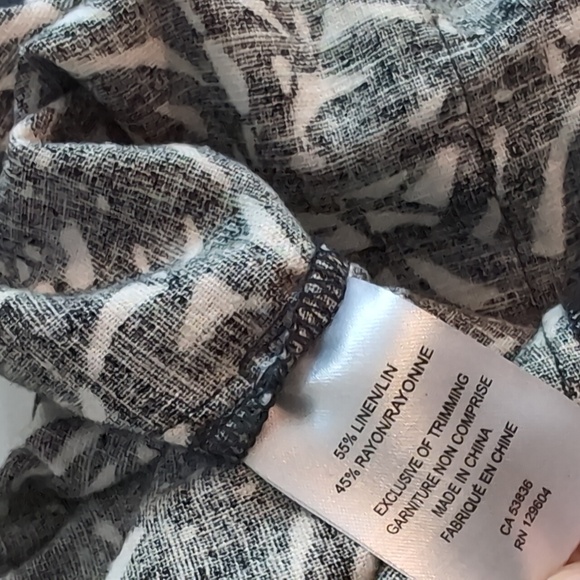 55% LINEN/LIN
45% RAYON/RAYONNE
EXCLUSIVE OF TRIMMING
GARNITURE NON COMPRISE
MADE IN CHINA
FABRIQUÉ EN CHINE
CA 53836
RN 129604